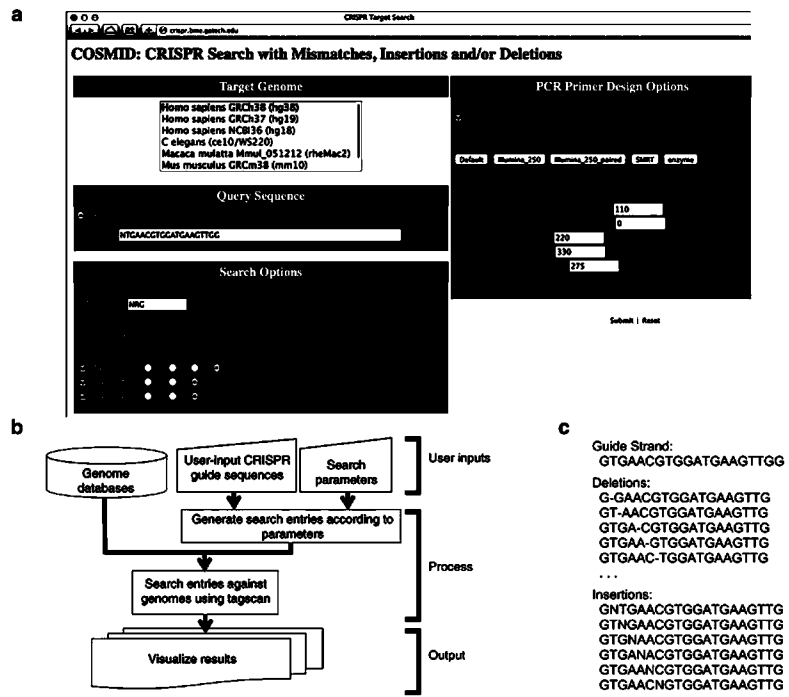 a
CRISPR Target Search
crispr.bme.gatech.edu
COSMID: CRISPR Search with Mismatches, Insertions and/or Deletions
Target Genome
Homo sapiens GRCh38 (hg38)
Homo sapiens GRCh37 (hg19)
Homo sapiens NCBI36 (hg18)
C elegans (ce10/WS220)
Macaca mulatta Mmul_051212 (rheMac2)
Mus musculus GRCm38 (mm10)
Query Sequence
NTGAACGTGGATGAAGTTGG
Search Options
NRG
PCR Primer Design Options
Default Illumina_250 Illumina_250_paired SMRT enzyme
110
0
220
330
275
Submit | Reset
b
Genome
databases
User-input CRISPR
guide sequences
Search
parameters
User inputs
Generate search entries according to
parameters
Process
Search entries against
genomes using tagscan
Visualize results
Output
c
Guide Strand:
GTGAACGTGGATGAAGTTGG
Deletions:
G-GAACGTGGATGAAGTTG
GT-AACGTGGATGAAGTTG
GTGA-CGTGGATGAAGTTG
GTGAA-GTGGATGAAGTTG
GTGAAC-TGGATGAAGTTG
...
Insertions:
GNTGAACGTGGATGAAGTTG
GTNGAACGTGGATGAAGTTG
GTGNAACGTGGATGAAGTTG
GTGANACGTGGATGAAGTTG
GTGAANCGTGGATGAAGTTG
GTGAACNGTGGATGAAGTTG